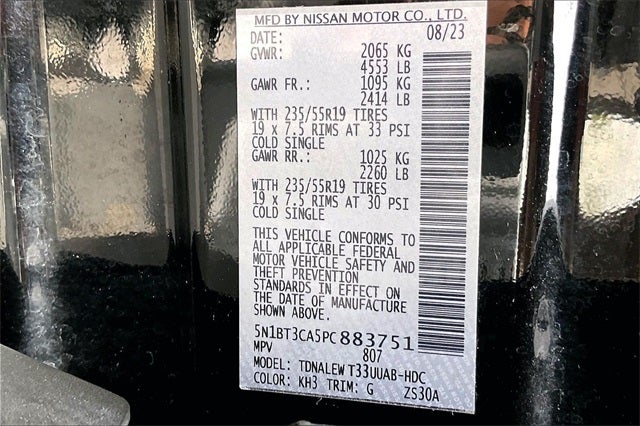 MFD BY NISSAN MOTOR CO., LTD.
DATE: 08/23
GVWR: 2065 KG
4553 LB
GAWR FR.: 1095 KG
2414 LB
WITH 235/55R19 TIRES
19 x 7.5 RIMS AT 33 PSI
COLD SINGLE
GAWR RR.: 1025 KG
2260 LB
WITH 235/55R19 TIRES
19 x 7.5 RIMS AT 30 PSI
COLD SINGLE
THIS VEHICLE CONFORMS TO
ALL APPLICABLE FEDERAL
MOTOR VEHICLE SAFETY AND
THEFT PREVENTION
STANDARDS IN EFFECT ON
THE DATE OF MANUFACTURE
SHOWN ABOVE.
5N1BT3CA5PC883751
MPV 807
MODEL: TDNALEW T33UUAB-HDC
COLOR: KH3 TRIM: G ZS30A